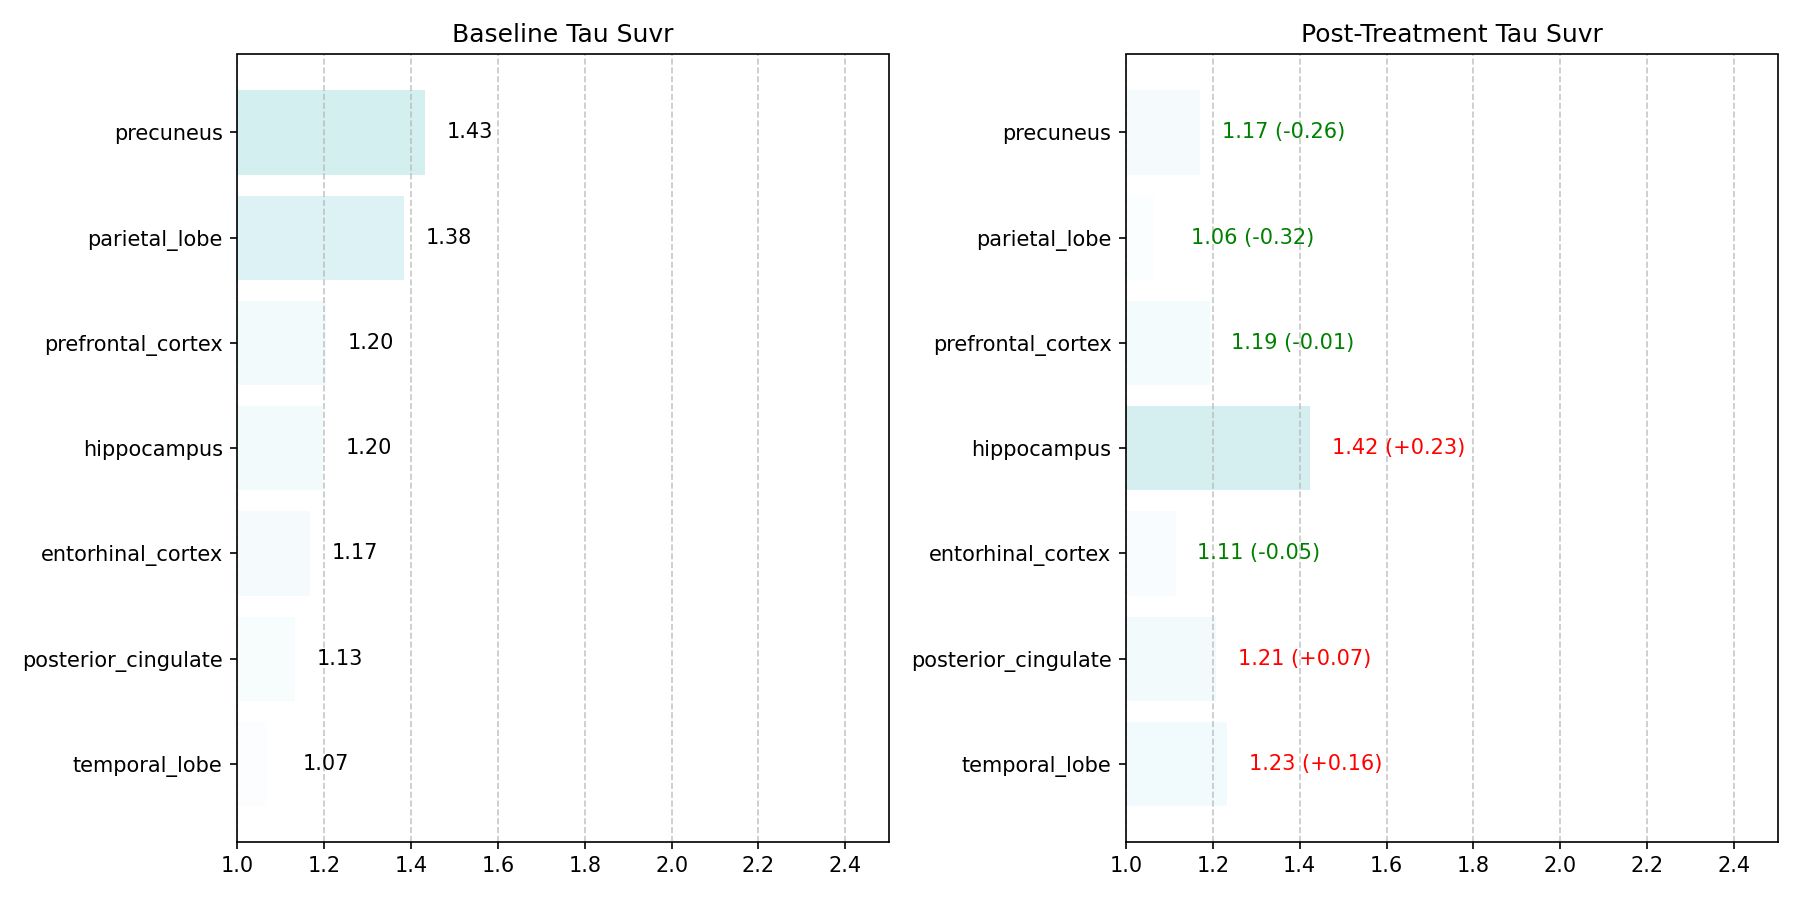 Baseline Tau Suvr
precuneus
1.43
parietal_lobe
1.38
prefrontal_cortex
1.20
hippocampus
1.20
entorhinal_cortex
1.17
posterior_cingulate
1.13
temporal_lobe
1.07
1.0 1.2 1.4 1.6 1.8 2.0 2.2 2.4
Post-Treatment Tau Suvr
precuneus
1.17 (-0.26)
parietal_lobe
1.06 (-0.32)
prefrontal_cortex
1.19 (-0.01)
hippocampus
1.42 (+0.23)
entorhinal_cortex
1.11 (-0.05)
posterior_cingulate
1.21 (+0.07)
temporal_lobe
1.23 (+0.16)
1.0 1.2 1.4 1.6 1.8 2.0 2.2 2.4